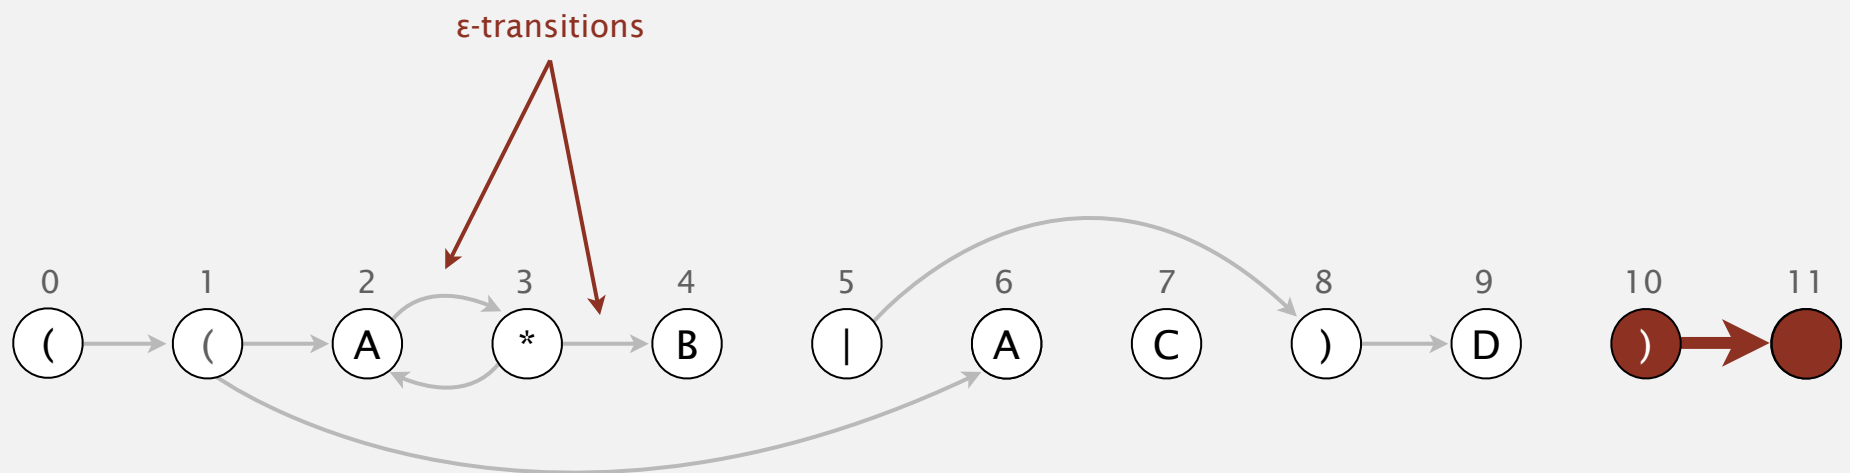 ε-transitions
0 1 2 3 4 5 6 7 8 9 10 11
( ( A * B | A C ) D )